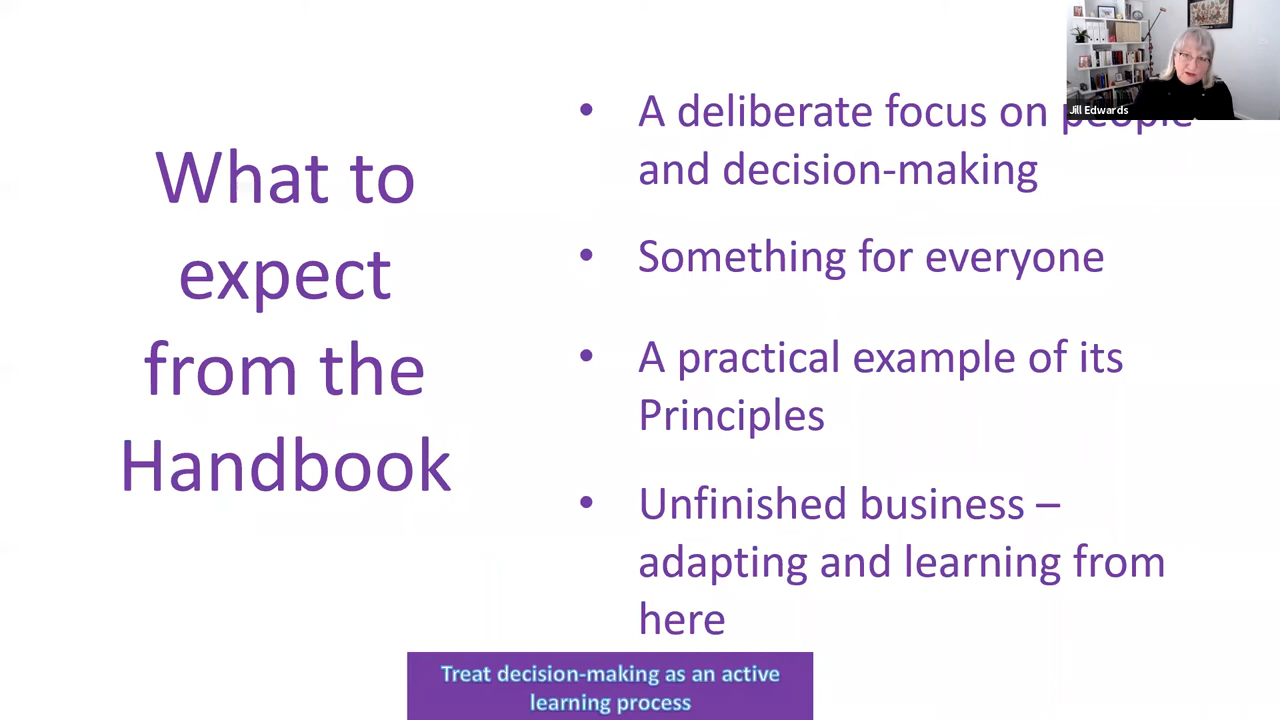 What to
expect
from the
Handbook
• A deliberate focus on people
and decision-making
• Something for everyone
• A practical example of its
Principles
• Unfinished business –
adapting and learning from
here
Treat decision-making as an active
learning process
Jill Edwards